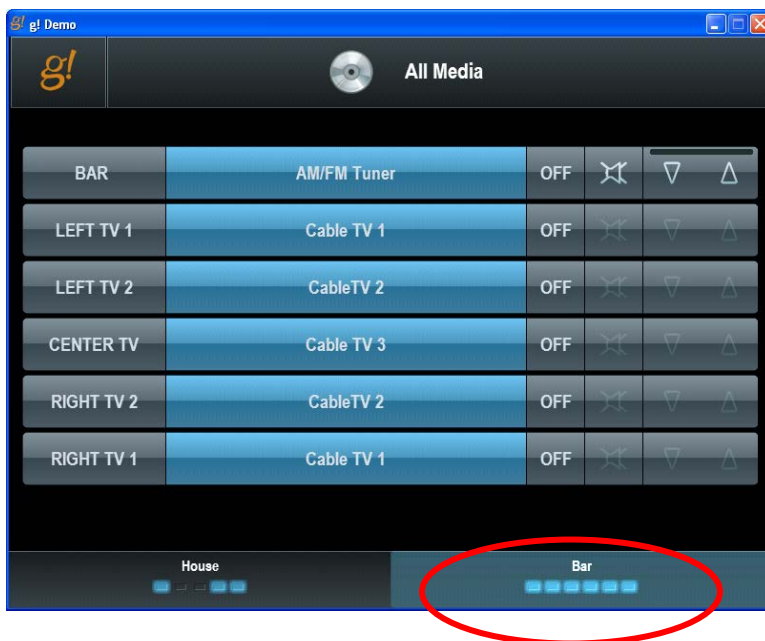 g! g! Demo
g! All Media
BAR AM/FM Tuner OFF
LEFT TV 1 Cable TV 1 OFF
LEFT TV 2 CableTV 2 OFF
CENTER TV Cable TV 3 OFF
RIGHT TV 2 CableTV 2 OFF
RIGHT TV 1 Cable TV 1 OFF
House Bar